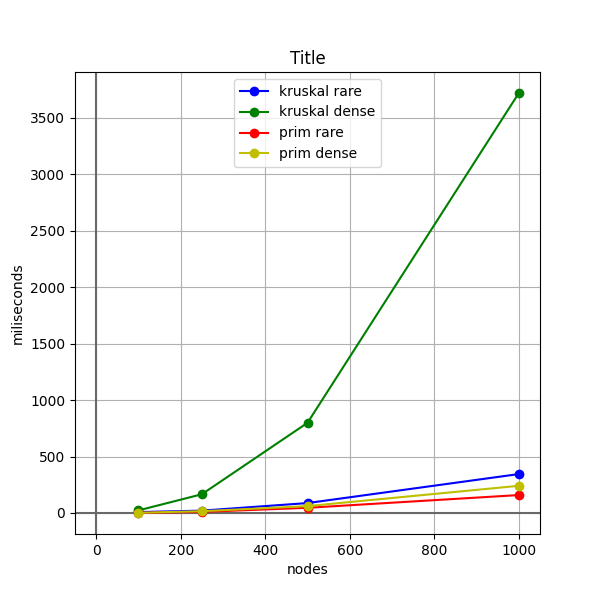 Title
kruskal rare
kruskal dense
prim rare
prim dense
3500
3000
2500
2000
1500
1000
500
0
miliseconds
0 200 400 600 800 1000
nodes